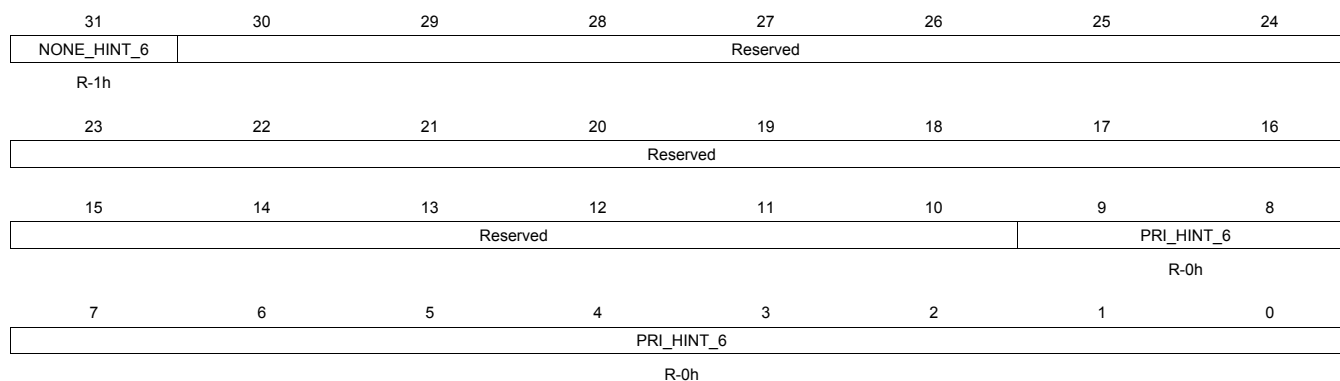 31 30 29 28 27 26 25 24
NONE_HINT_6 Reserved
R-1h
23 22 21 20 19 18 17 16
Reserved
15 14 13 12 11 10 9 8
Reserved PRI_HINT_6
R-0h
7 6 5 4 3 2 1 0
PRI_HINT_6
R-0h